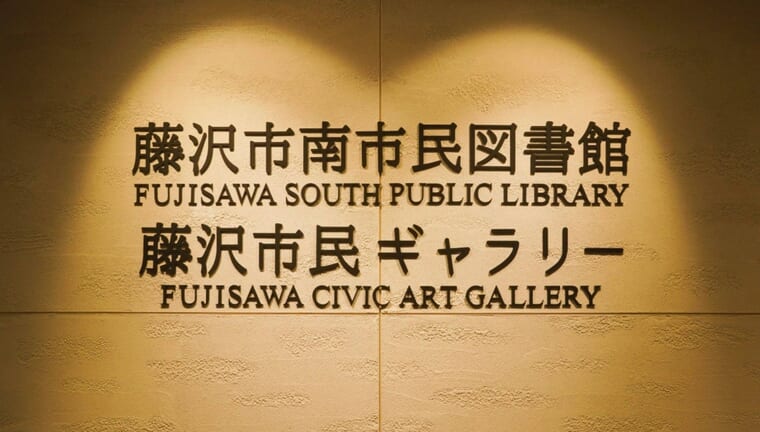 藤沢市南市民図書館
FUJISAWA SOUTH PUBLIC LIBRARY
藤沢市民ギャラリー
FUJISAWA CIVIC ART GALLERY